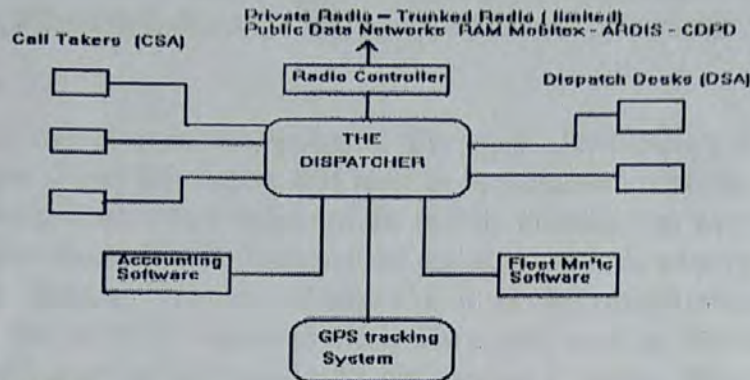 Private Radio – Trunked Radio ( limited)
Public Data Networks RAM Mobitex - ARDIS - CDPD
Call Takers (CSA)
Radio Controller
Dispatch Desks (DSA)
THE
DISPATCHER
Accounting
Software
Fleet Mn'tc
Software
GPS tracking
System